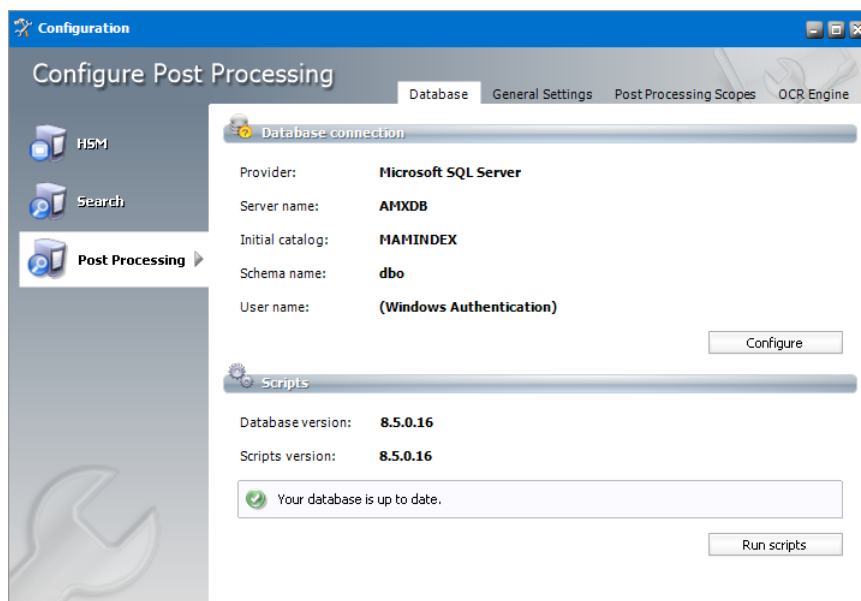 Configuration
Configure Post Processing
Database General Settings Post Processing Scopes OCR Engine
HSM
Search
Post Processing
Database connection
Provider: Microsoft SQL Server
Server name: AMXDB
Initial catalog: MAMINDEX
Schema name: dbo
User name: (Windows Authentication)
Configure
Scripts
Database version: 8.5.0.16
Scripts version: 8.5.0.16
Your database is up to date.
Run scripts